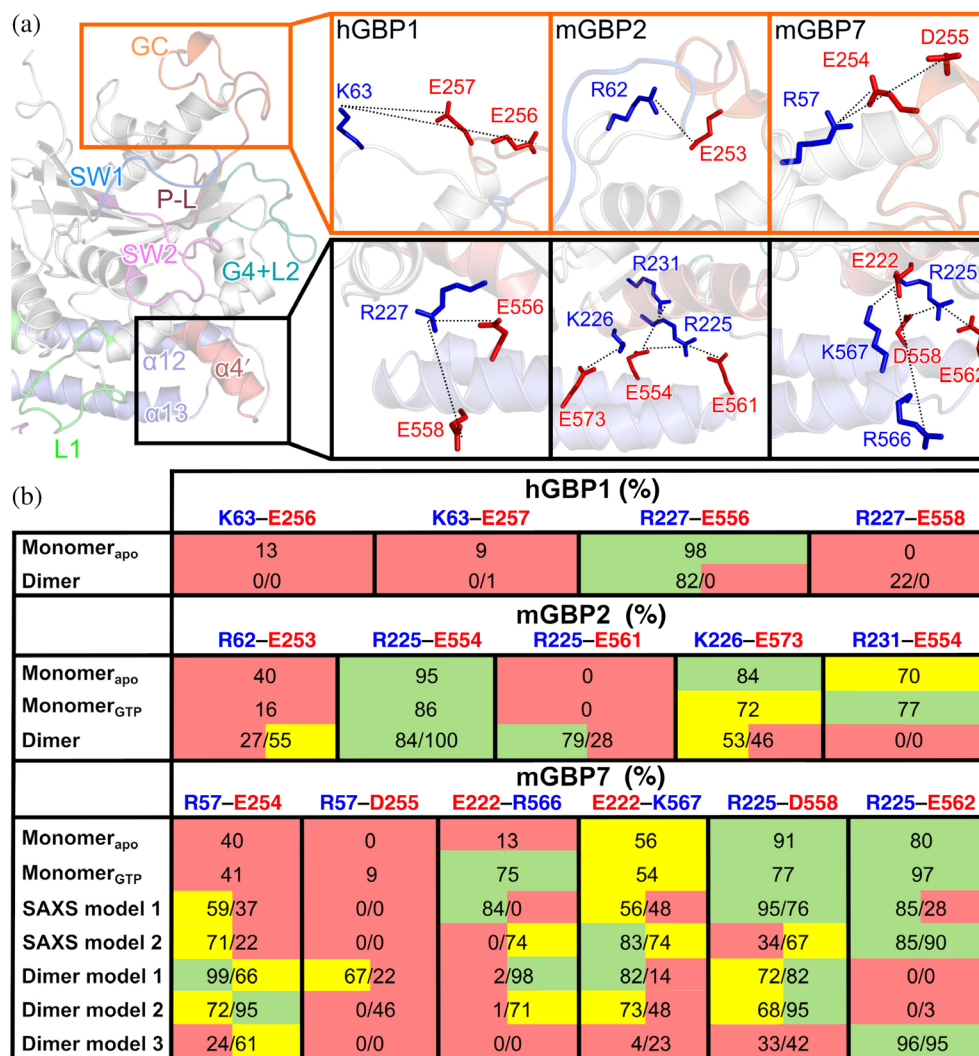 (a)
GC
SW1
P-L
SW2
G4+L2
α12
α4′
α13
L1
hGBP1
K63
E257
E256
mGBP2
R62
E253
mGBP7
D255
E254
R57
R227
E556
E558
R231
K226
R225
E573
E554
E561
E222
R225
K567
D558
E562
R566
(b)
hGBP1 (%)
K63–E256 K63–E257 R227–E556 R227–E558
Monomerapo 13 9 98 0
Dimer 0/0 0/1 82/0 22/0
mGBP2 (%)
R62–E253 R225–E554 R225–E561 K226–E573 R231–E554
Monomerapo 40 95 0 84 70
MonomerGTP 16 86 0 72 77
Dimer 27/55 84/100 79/28 53/46 0/0
mGBP7 (%)
R57–E254 R57–D255 E222–R566 E222–K567 R225–D558 R225–E562
Monomerapo 40 0 13 56 91 80
MonomerGTP 41 9 75 54 77 97
SAXS model 1 59/37 0/0 84/0 56/48 95/76 85/28
SAXS model 2 71/22 0/0 0/74 83/74 34/67 85/90
Dimer model 1 99/66 67/22 2/98 82/14 72/82 0/0
Dimer model 2 72/95 0/46 1/71 73/48 68/95 0/3
Dimer model 3 24/61 0/0 0/0 4/23 33/42 96/95